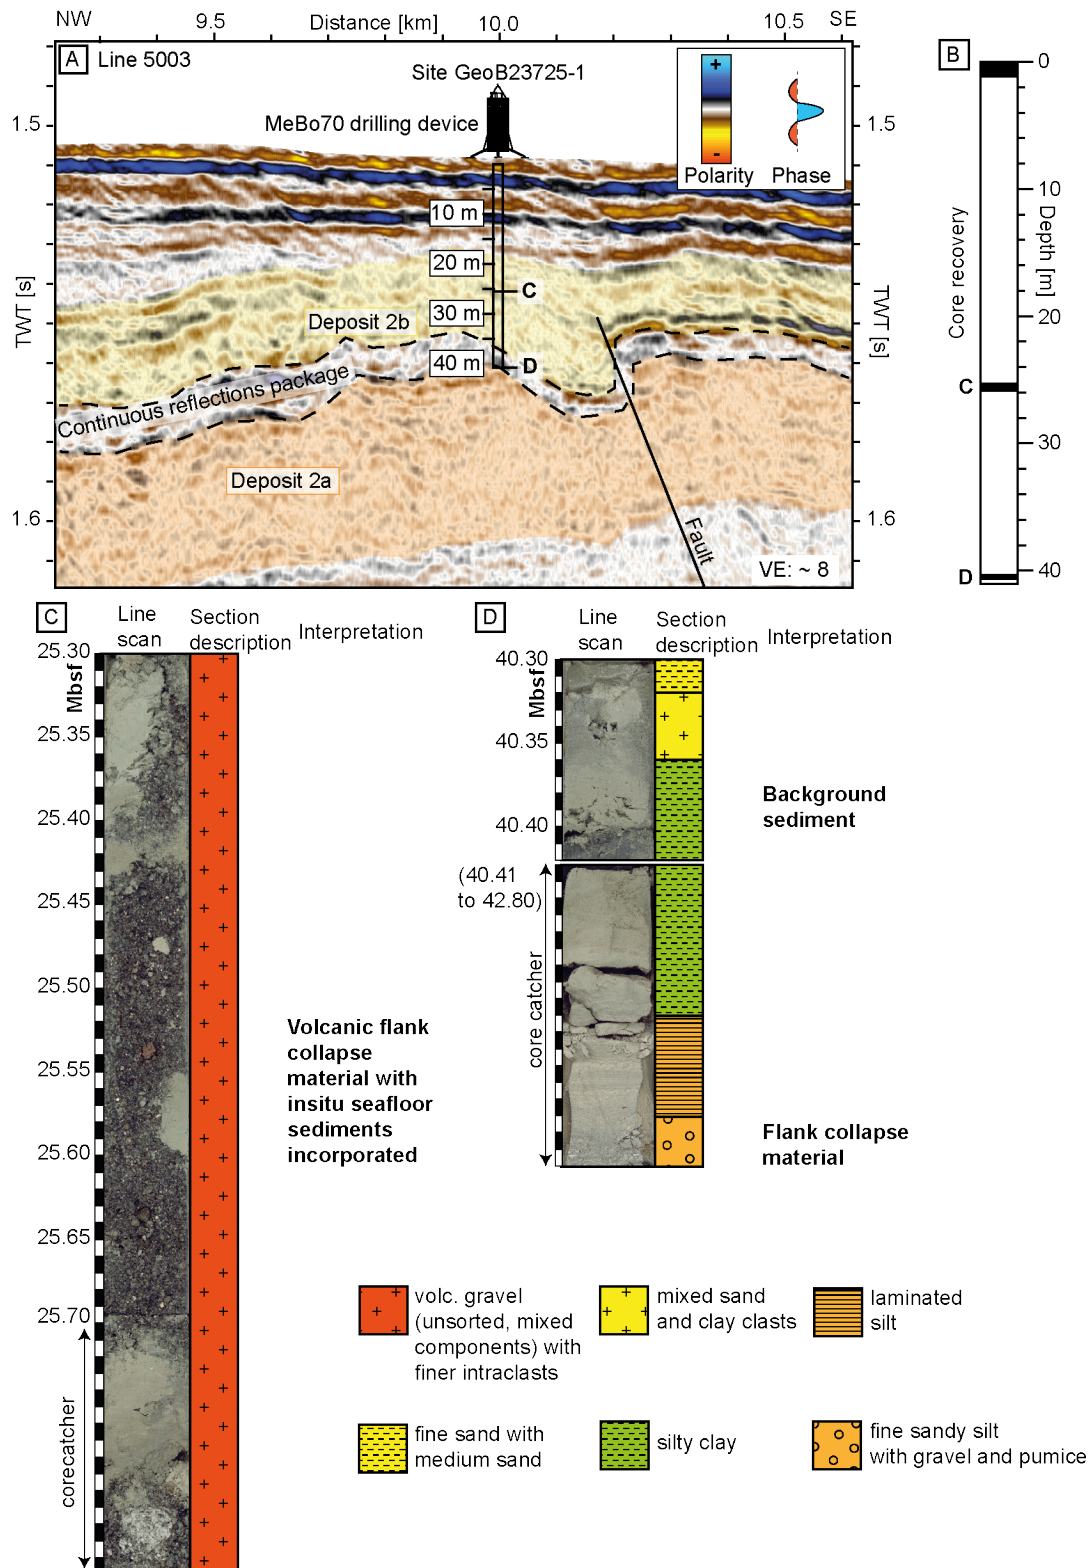 NW 9.5 Distance [km] 10.0 10.5 SE
A Line 5003
Site GeoB23725-1
MeBo70 drilling device
+
-
Polarity Phase
1.5
1.5
10 m
20 m
C
30 m
Deposit 2b
40 m
D
Continuous reflections package
Deposit 2a
TWT [s]
TWT [s]
1.6
1.6
Fault
VE: ~ 8
B
0
10
20
C
30
D
40
Core recovery
Depth [m]
C
Line
scan
Section
description
Interpretation
25.30
Mbsf
25.35
25.40
25.45
25.50
25.55
25.60
25.65
25.70
corecatcher
Volcanic flank
collapse
material with
insitu seafloor
sediments
incorporated
D
Line
scan
Section
description
Interpretation
40.30
Mbsf
40.35
40.40
(40.41
to 42.80)
core catcher
Background
sediment
Flank collapse
material
volc. gravel
(unsorted, mixed
components) with
finer intraclasts
mixed sand
and clay clasts
laminated
silt
fine sand with
medium sand
silty clay
fine sandy silt
with gravel and pumice